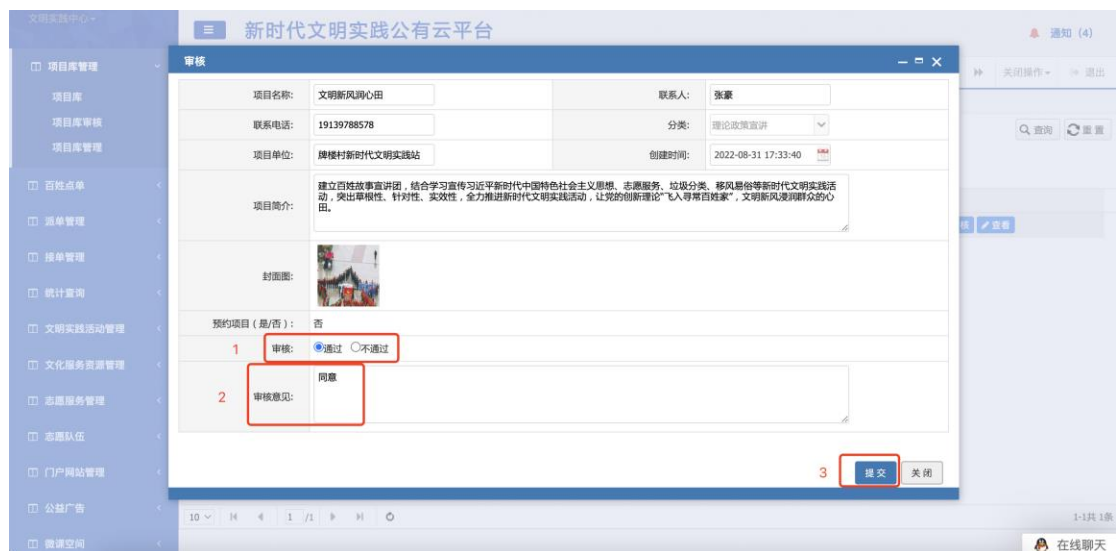 文明实践中心
新时代文明实践公有云平台
通知 (4)
项目库管理
审核
关闭操作
退出
项目库
项目名称:
文明新风润心田
联系人:
张豪
项目库审核
联系电话:
19139788578
分类:
理论政策宣讲
查询
重置
项目库管理
项目单位:
牌楼村新时代文明实践站
创建时间:
2022-08-31 17:33:40
百姓点单
项目简介:
建立百姓故事宣讲团，结合学习宣传习近平新时代中国特色社会主义思想、志愿服务、垃圾分类、移风易俗等新时代文明实践活
动，突出草根性、针对性、实效性，全力推进新时代文明实践活动，让党的创新理论“飞入寻常百姓家”，文明新风浸润群众的心
田。
派单管理
核
查看
接单管理
封面图:
统计查询
文明实践活动管理
预约项目（是/否）:
否
1
审核:
通过
不通过
文化服务资源管理
同意
2
审核意见:
志愿服务管理
志愿队伍
门户网站管理
3
提交
关闭
公益广告
10
1
/1
1-1共 1条
微课空间
在线聊天